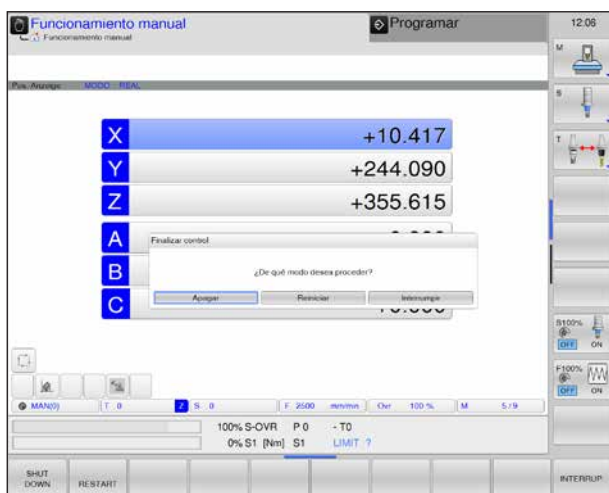 Funcionamiento manual
Funcionamiento manual
Programar
12:06
Pos. Anzeige MODO: REAL
M
S
T
X +10.417
Y +244.090
Z +355.615
A
B
C
Finalizar control
¿De qué modo desea proceder?
Apagar Reiniciar Interrumpir
S100%
OFF ON
F100%
OFF ON
MAN(0) T 0 Z S 0 F 2500 mm/min Ovr 100 % M 5/9
100% S-OVR P0 -T0
0% S1 [Nm] S1 LIMIT ?
SHUT DOWN
RESTART
INTERRUP.